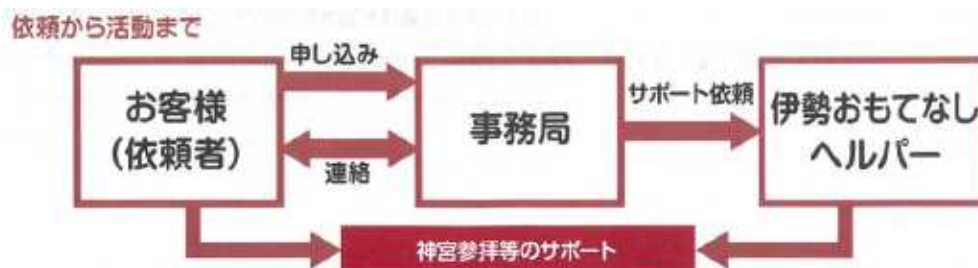 依頼から活動まで
申し込み
お客様
(依頼者)
連絡
事務局
サポート依頼
伊勢おもてなし
ヘルパー
神宮参拝等のサポート